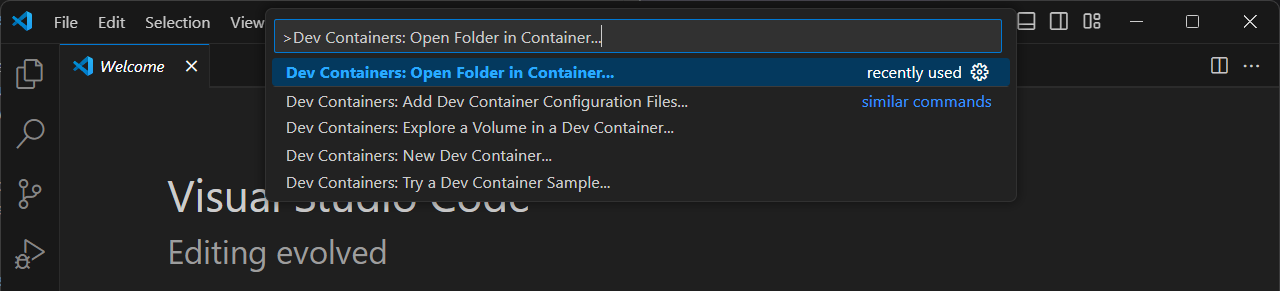 File Edit Selection View
>Dev Containers: Open Folder in Container...
Welcome
Dev Containers: Open Folder in Container... recently used
Dev Containers: Add Dev Container Configuration Files... similar commands
Dev Containers: Explore a Volume in a Dev Container...
Dev Containers: New Dev Container...
Dev Containers: Try a Dev Container Sample...
Visual Studio Code
Editing evolved